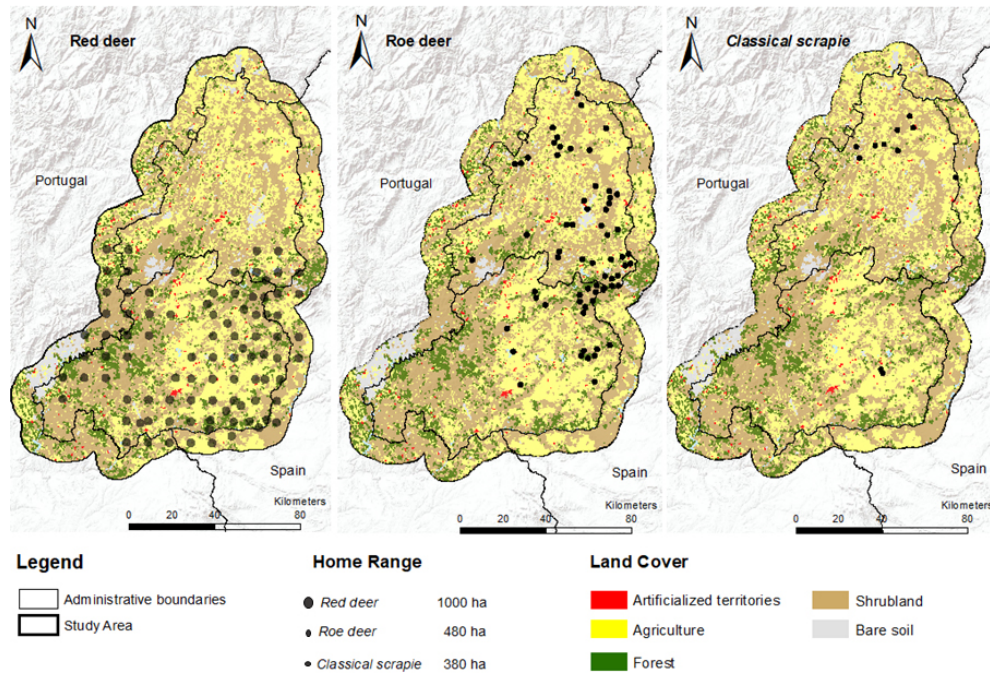 N
Red deer
Portugal
Spain
Kilometers
0 20 40 80
N
Roe deer
Portugal
Spain
Kilometers
0 20 40 80
N
Classical scrapie
Portugal
Spain
Kilometers
0 20 40 80
Legend
Administrative boundaries
Study Area
Home Range
Red deer 1000 ha
Roe deer 480 ha
Classical scrapie 380 ha
Land Cover
Artificialized territories
Agriculture
Forest
Shrubland
Bare soil